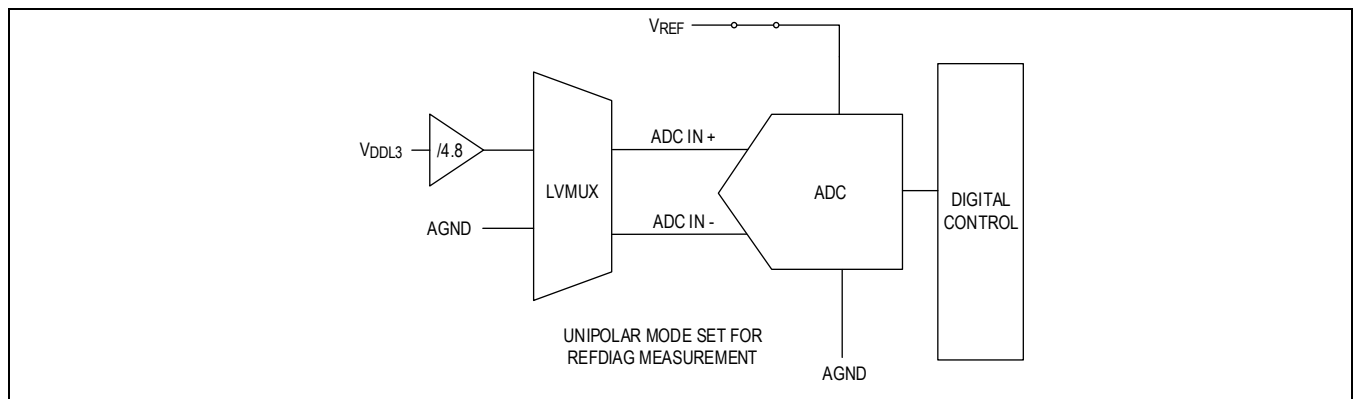 VREF
VDDL3
/4.8
ADC IN +
LVMUX
ADC
DIGITAL
CONTROL
AGND
ADC IN -
UNIPOLAR MODE SET FOR
REFDIAG MEASUREMENT
AGND